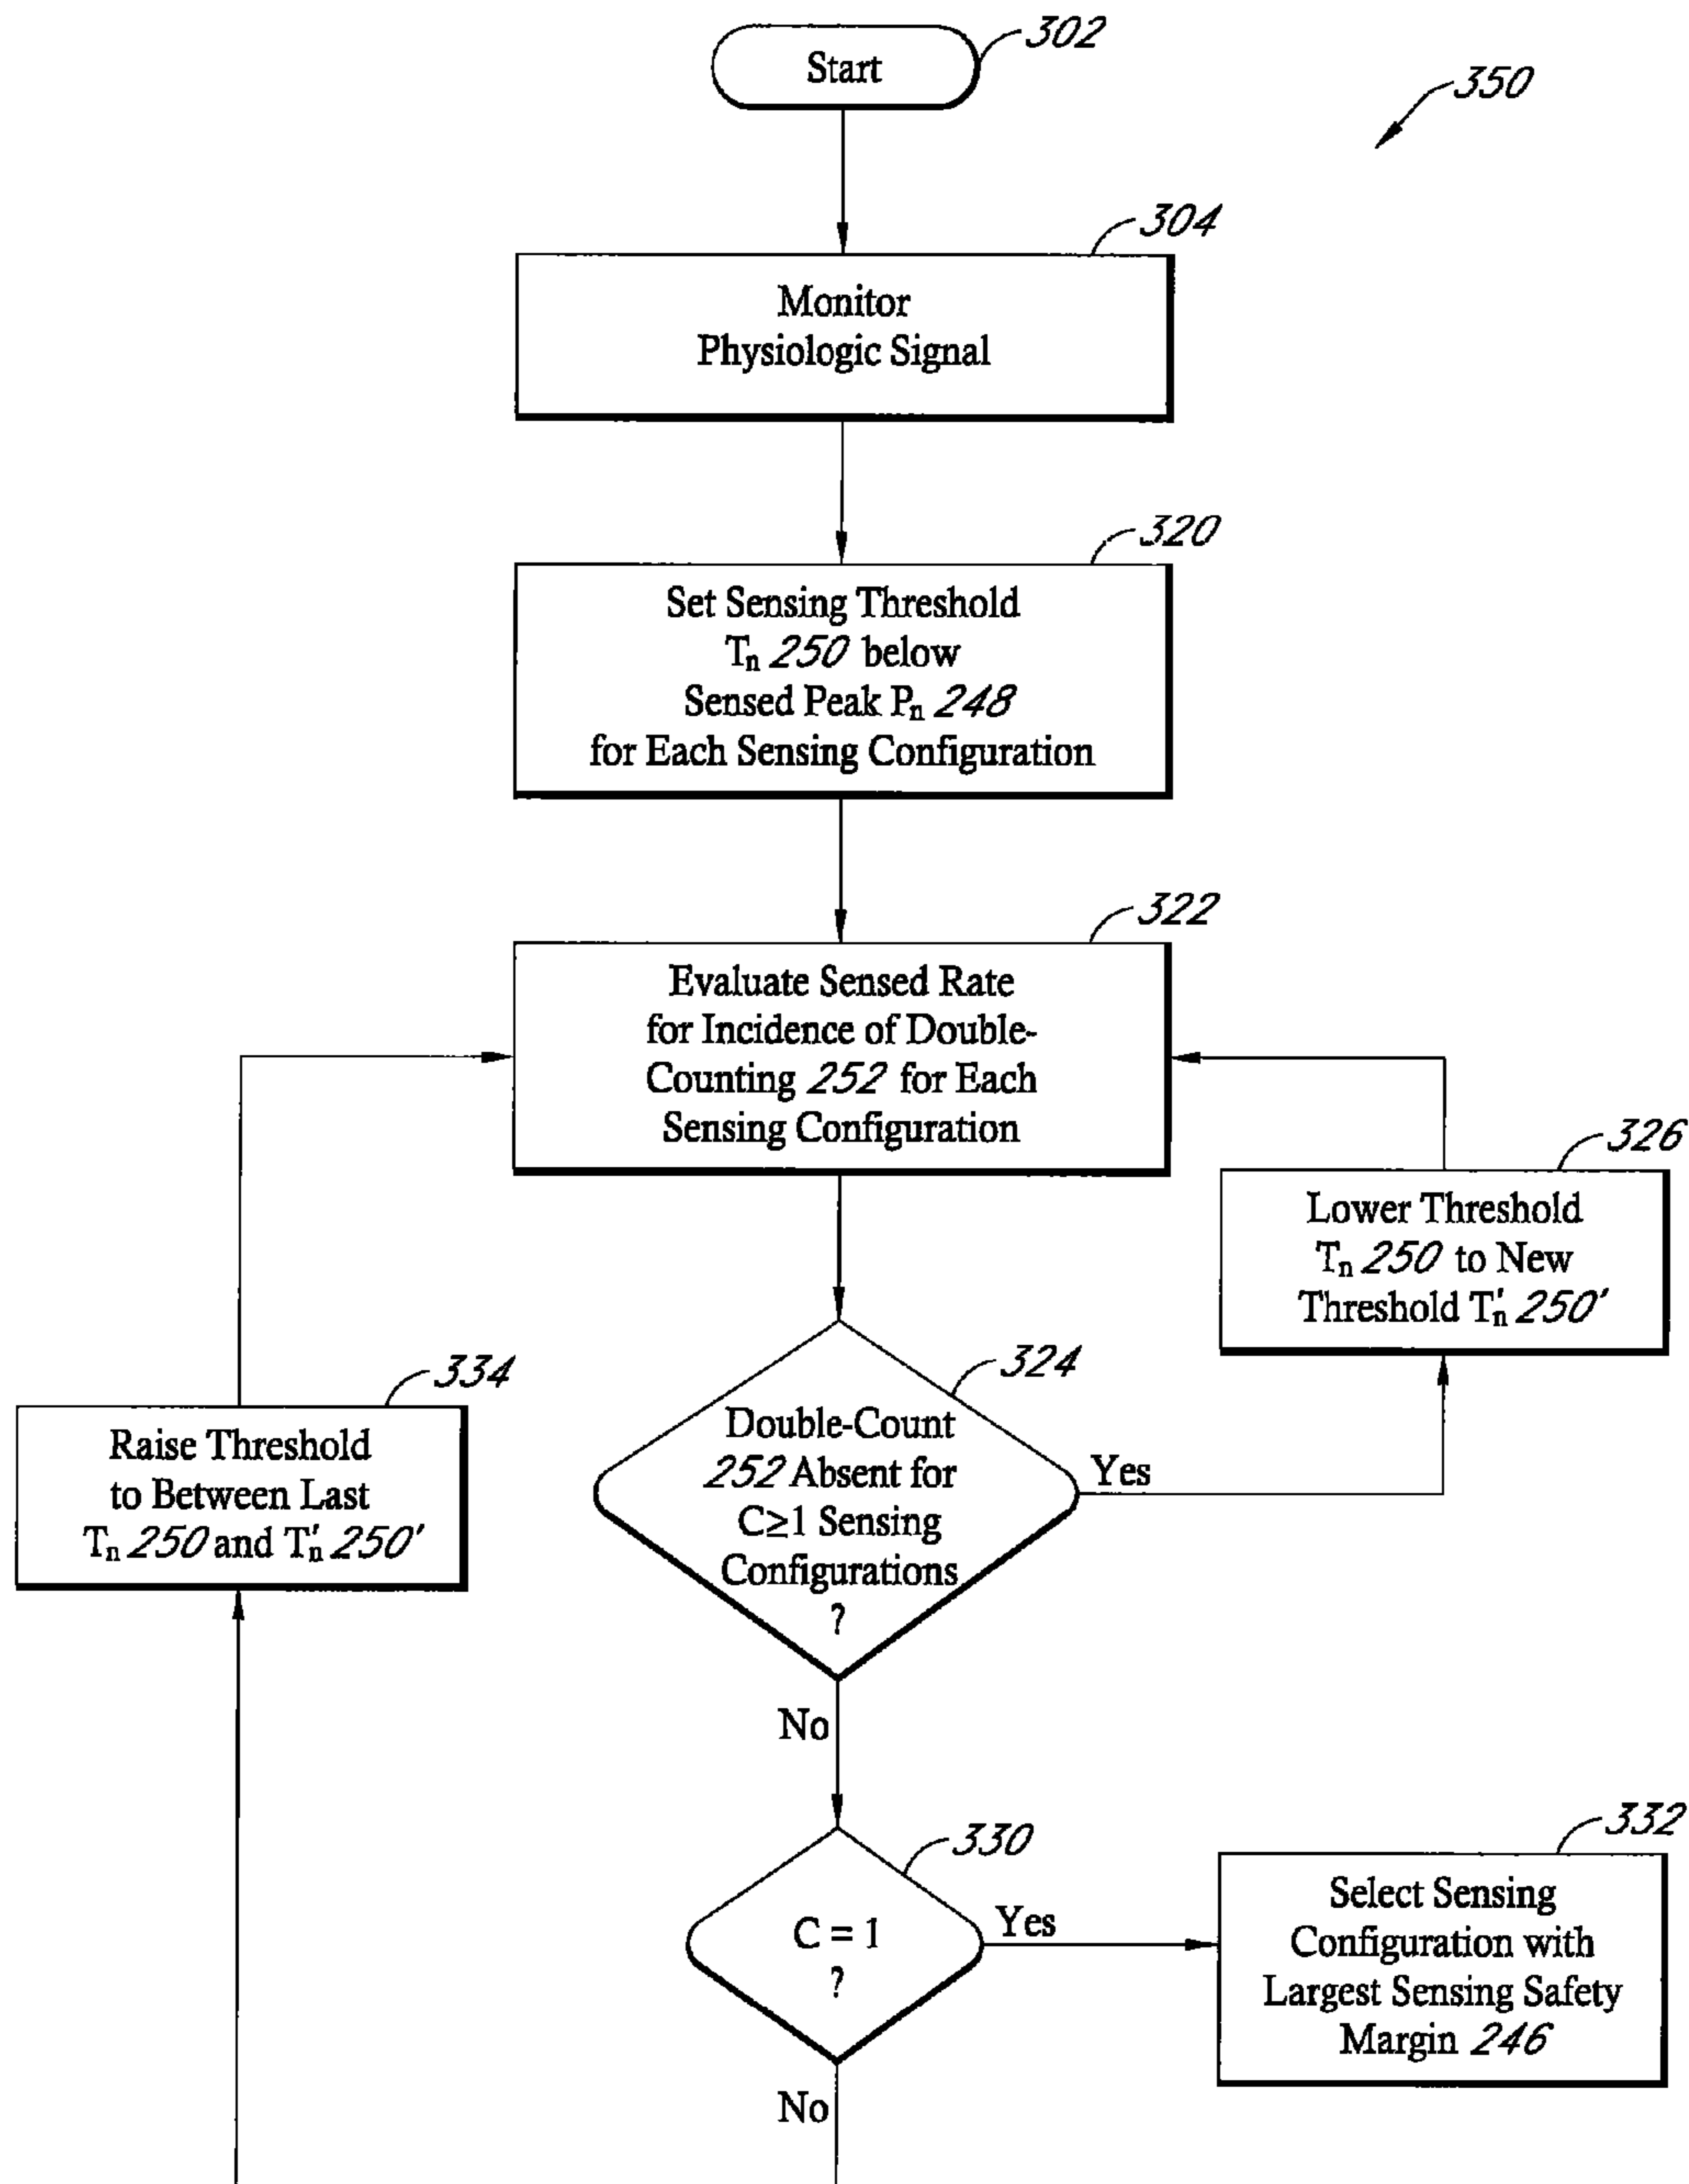 302
Start
350
304
Monitor
Physiologic Signal
320
Set Sensing Threshold
Tn 250 below
Sensed Peak Pn 248
for Each Sensing Configuration
322
Evaluate Sensed Rate
for Incidence of Double-
Counting 252 for Each
Sensing Configuration
326
Lower Threshold
Tn 250 to New
Threshold T'n 250'
324
Double-Count
252 Absent for
C≥1 Sensing
Configurations
?
Yes
334
Raise Threshold
to Between Last
Tn 250 and T'n 250'
No
330
C = 1
?
Yes
332
Select Sensing
Configuration with
Largest Sensing Safety
Margin 246
No